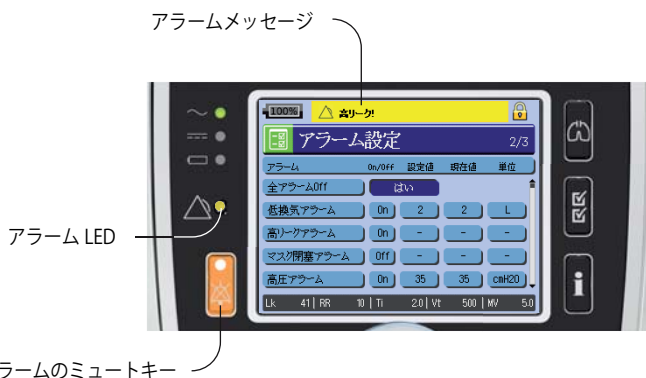 アラームメッセージ
100% 高リーク!
アラーム設定 2/3
アラーム On/Off 設定値 現在値 単位
全アラームOff はい
低換気アラーム On 2 2 L
高リークアラーム On - -  -
マスク閉塞アラーム Off - - -
高圧アラーム On 35 35 cmH2O
Lk 41 RR 10 Ti 2.0 Vt 500 MV 5.0
アラーム LED
ラームのミュートキー